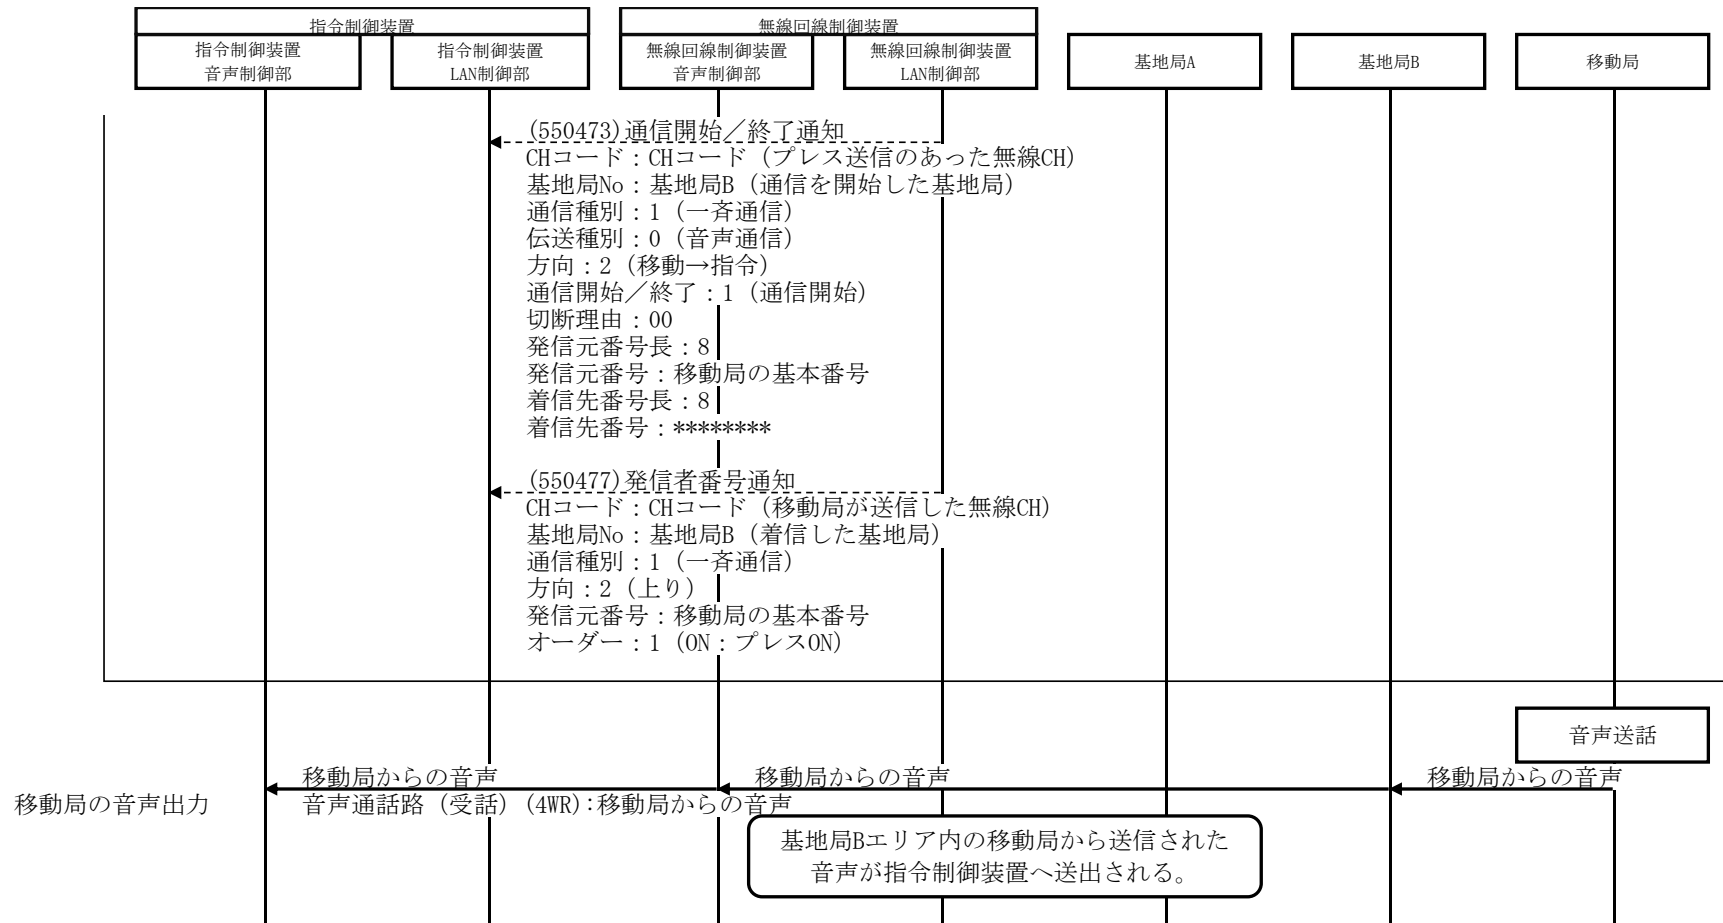 指令制御装置
無線回線制御装置
指令制御装置
音声制御部
指令制御装置
LAN制御部
無線回線制御装置
音声制御部
無線回線制御装置
LAN制御部
基地局A
基地局B
移動局
(550473)通信開始／終了通知
CHコード：CHコード（プレス送信のあった無線CH）
基地局No：基地局B（通信を開始した基地局）
通信種別：1（一斉通信）
伝送種別：0（音声通信）
方向：2（移動→指令）
通信開始／終了：1（通信開始）
切断理由：00
発信元番号長：8
発信元番号：移動局の基本番号
着信先番号長：8
着信先番号：********
(550477)発信者番号通知
CHコード：CHコード（移動局が送信した無線CH）
基地局No：基地局B（着信した基地局）
通信種別：1（一斉通信）
方向：2（上り）
発信元番号：移動局の基本番号
オーダー：1（ON：プレスON）
音声送話
移動局からの音声
移動局からの音声
移動局からの音声
移動局の音声出力
音声通話路（受話）(4WR)：移動局からの音声
基地局Bエリア内の移動局から送信された
音声が指令制御装置へ送出される。